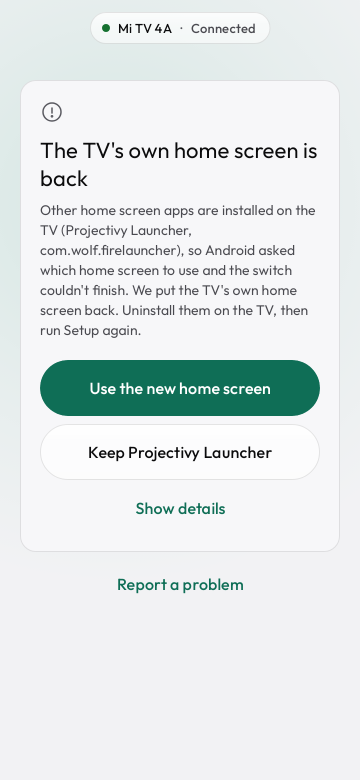 Mi TV 4A · Connected
The TV's own home screen is
back
Other home screen apps are installed on the
TV (Projectivy Launcher,
com.wolf.firelauncher), so Android asked
which home screen to use and the switch
couldn't finish. We put the TV's own home
screen back. Uninstall them on the TV, then
run Setup again.
Use the new home screen
Keep Projectivy Launcher
Show details
Report a problem